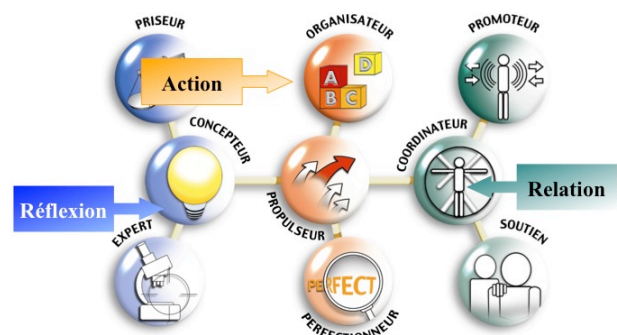 PRISEUR
ORGANISATEUR
PROMOTEUR
Action
A
D
B
C
CONCEPTEUR
COORDINATEUR
Réflexion
PROPULSEUR
Relation
EXPERT
SOUTIEN
PERFECT
PERFECTIONNEUR